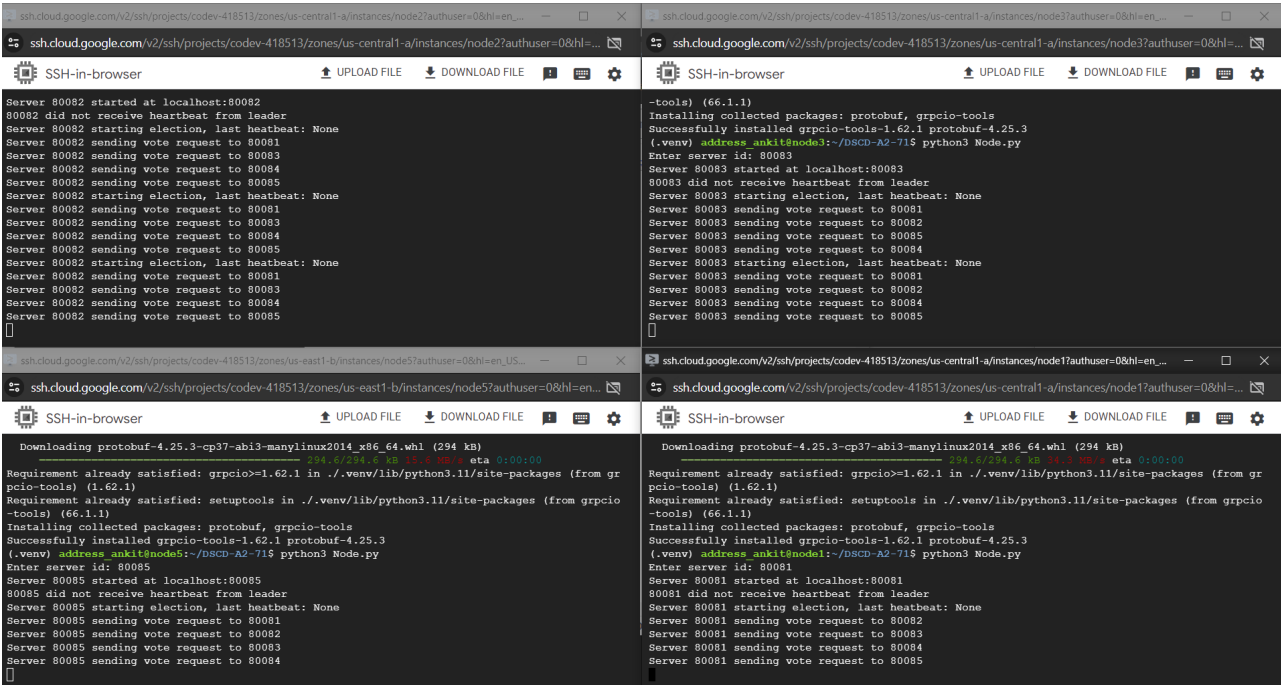 ssh.cloud.google.com/v2/ssh/projects/codev-418513/zones/us-central1-a/instances/node2?authuser=0&hl=en_...
ssh.cloud.google.com/v2/ssh/projects/codev-418513/zones/us-central1-a/instances/node2?authuser=0&hl=...
SSH-in-browser
UPLOAD FILE
DOWNLOAD FILE
Server 80082 started at localhost:80082
80082 did not receive heartbeat from leader
Server 80082 starting election, last heatbeat: None
Server 80082 sending vote request to 80081
Server 80082 sending vote request to 80083
Server 80082 sending vote request to 80084
Server 80082 sending vote request to 80085
Server 80082 starting election, last heatbeat: None
Server 80082 sending vote request to 80081
Server 80082 sending vote request to 80083
Server 80082 sending vote request to 80084
Server 80082 sending vote request to 80085
Server 80082 starting election, last heatbeat: None
Server 80082 sending vote request to 80081
Server 80082 sending vote request to 80083
Server 80082 sending vote request to 80084
Server 80082 sending vote request to 80085
ssh.cloud.google.com/v2/ssh/projects/codev-418513/zones/us-central1-a/instances/node3?authuser=0&hl=en_...
ssh.cloud.google.com/v2/ssh/projects/codev-418513/zones/us-central1-a/instances/node3?authuser=0&hl=...
SSH-in-browser
UPLOAD FILE
DOWNLOAD FILE
-tools) (66.1.1)
Installing collected packages: protobuf, grpcio-tools
Successfully installed grpcio-tools-1.62.1 protobuf-4.25.3
(.venv) address_ankit@node3:~/DSCD-A2-71$ python3 Node.py
Enter server id: 80083
Server 80083 started at localhost:80083
80083 did not receive heartbeat from leader
Server 80083 starting election, last heatbeat: None
Server 80083 sending vote request to 80081
Server 80083 sending vote request to 80082
Server 80083 sending vote request to 80085
Server 80083 sending vote request to 80084
Server 80083 starting election, last heatbeat: None
Server 80083 sending vote request to 80081
Server 80083 sending vote request to 80082
Server 80083 sending vote request to 80084
Server 80083 sending vote request to 80085
ssh.cloud.google.com/v2/ssh/projects/codev-418513/zones/us-east1-b/instances/node5?authuser=0&hl=en_US...
ssh.cloud.google.com/v2/ssh/projects/codev-418513/zones/us-east1-b/instances/node5?authuser=0&hl=en...
SSH-in-browser
UPLOAD FILE
DOWNLOAD FILE
Downloading protobuf-4.25.3-cp37-abi3-manylinux2014_x86_64.whl (294 kB)
294.6/294.6 kB eta 0:00:00
Requirement already satisfied: grpcio>=1.62.1 in ./.venv/lib/python3.11/site-packages (from gr
pcio-tools) (1.62.1)
Requirement already satisfied: setuptools in ./.venv/lib/python3.11/site-packages (from grpcio
-tools) (66.1.1)
Installing collected packages: protobuf, grpcio-tools
Successfully installed grpcio-tools-1.62.1 protobuf-4.25.3
(.venv) address_ankit@node5:~/DSCD-A2-71$ python3 Node.py
Enter server id: 80085
Server 80085 started at localhost:80085
80085 did not receive heartbeat from leader
Server 80085 starting election, last heatbeat: None
Server 80085 sending vote request to 80081
Server 80085 sending vote request to 80082
Server 80085 sending vote request to 80083
Server 80085 sending vote request to 80084
ssh.cloud.google.com/v2/ssh/projects/codev-418513/zones/us-central1-a/instances/node1?authuser=0&hl=en_...
ssh.cloud.google.com/v2/ssh/projects/codev-418513/zones/us-central1-a/instances/node1?authuser=0&hl=...
SSH-in-browser
UPLOAD FILE
DOWNLOAD FILE
Downloading protobuf-4.25.3-cp37-abi3-manylinux2014_x86_64.whl (294 kB)
294.6/294.6 kB eta 0:00:00
Requirement already satisfied: grpcio>=1.62.1 in ./.venv/lib/python3.11/site-packages (from gr
pcio-tools) (1.62.1)
Requirement already satisfied: setuptools in ./.venv/lib/python3.11/site-packages (from grpcio
-tools) (66.1.1)
Installing collected packages: protobuf, grpcio-tools
Successfully installed grpcio-tools-1.62.1 protobuf-4.25.3
(.venv) address_ankit@node1:~/DSCD-A2-71$ python3 Node.py
Enter server id: 80081
Server 80081 started at localhost:80081
80081 did not receive heartbeat from leader
Server 80081 starting election, last heatbeat: None
Server 80081 sending vote request to 80082
Server 80081 sending vote request to 80083
Server 80081 sending vote request to 80084
Server 80081 sending vote request to 80085